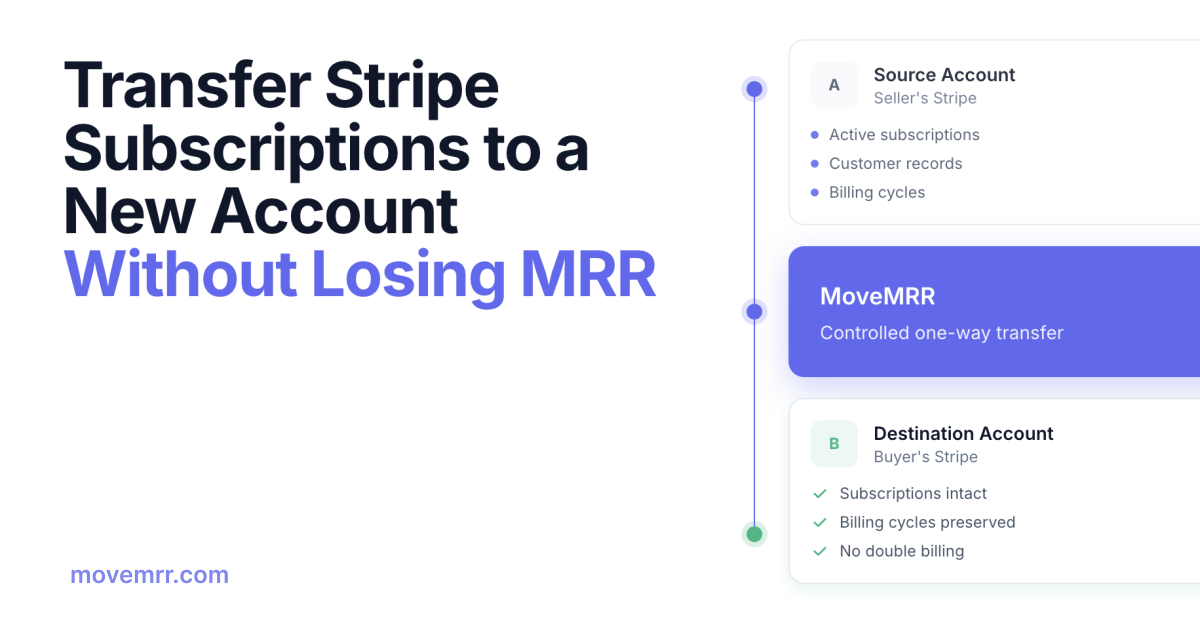 Transfer Stripe
Subscriptions to a
New Account
Without Losing MRR
movemrr.com
A
Source Account
Seller's Stripe
Active subscriptions
Customer records
Billing cycles
MoveMRR
Controlled one-way transfer
B
Destination Account
Buyer's Stripe
Subscriptions intact
Billing cycles preserved
No double billing